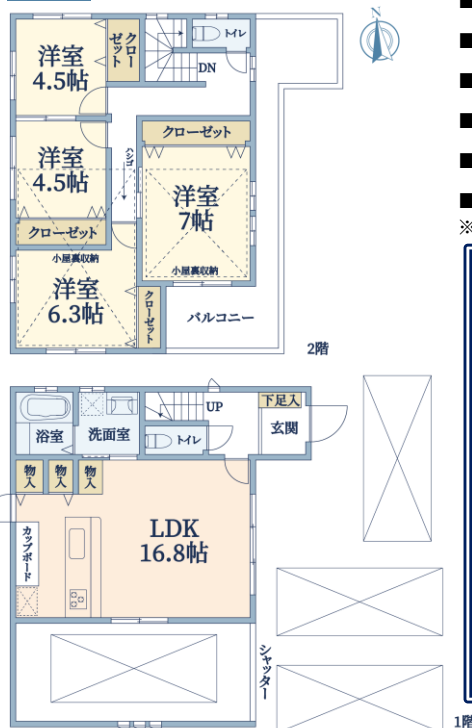 N
洋室
4.5帖
クローゼット
トイレ
DN
洋室
4.5帖
ハシゴ
クローゼット
洋室
7帖
小屋裏収納
クローゼット
小屋裏収納
洋室
6.3帖
クローゼット
バルコニー
2階
※
浴室
洗面室
UP
トイレ
下足入
玄関
物入
物入
物入
カップボード
LDK
16.8帖
シャッター
1階